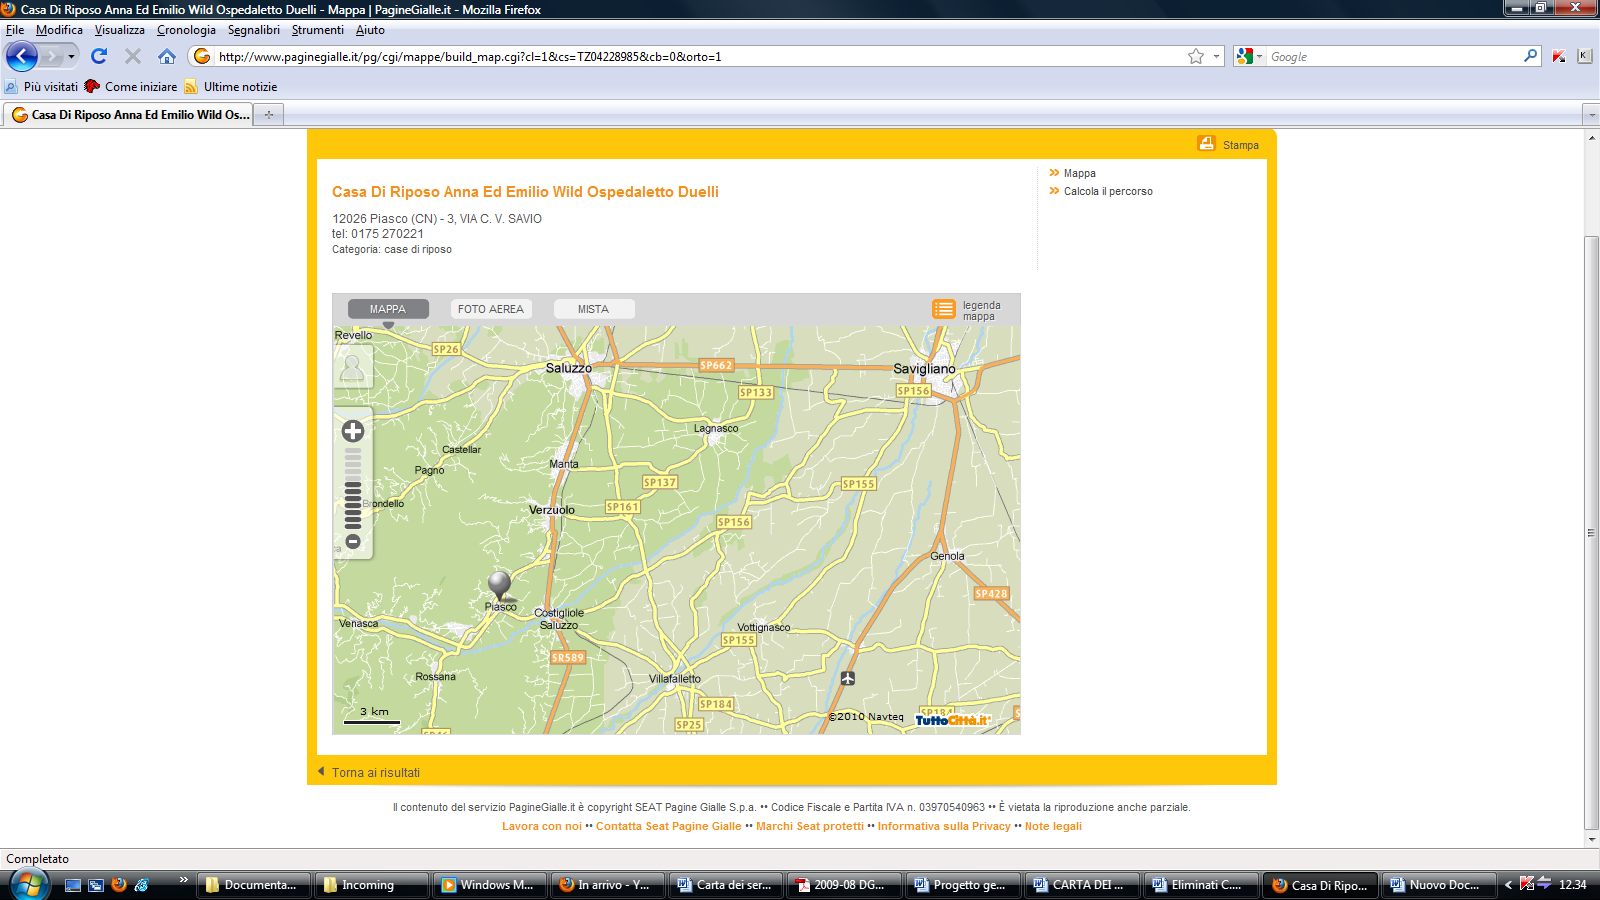 Casa Di Riposo Anna Ed Emilio Wild Ospedaletto Duelli - Mappa | PagineGialle.it - Mozilla Firefox
File Modifica Visualizza Cronologia Segnalibri Strumenti Aiuto
http://www.paginegialle.it/pg/cgi/mappe/build_map.cgi?cl=1&cs=TZ04228985&cb=0&orto=1
Google
Più visitati Come iniziare Ultime notizie
Casa Di Riposo Anna Ed Emilio Wild Os...
Stampa
Casa Di Riposo Anna Ed Emilio Wild Ospedaletto Duelli
12026 Piasco (CN) - 3, VIA C. V. SAVIO
tel: 0175 270221
Categoria: case di riposo
Mappa
Calcola il percorso
MAPPA FOTO AEREA MISTA
legenda
mappa
Revello
SP26
Saluzzo
SP662
Savigliano
SP133
SP156
Lagnasco
Castellar
Manta
Pagno
SP137
SP155
Brondello
Verzuolo
SP161
SP156
Genola
SP428
Piasco
Costigliole
Saluzzo
Venasca
Vottignasco
SP155
SR589
Rossana
Villafalletto
SP184
SP184
SP25
3 km
©2010 Navteq
TuttoCittà.it
Torna ai risultati
Il contenuto del servizio PagineGialle.it è copyright SEAT Pagine Gialle S.p.a. •• Codice Fiscale e Partita IVA n. 03970540963 •• È vietata la riproduzione anche parziale.
Lavora con noi •• Contatta Seat Pagine Gialle •• Marchi Seat protetti •• Informativa sulla Privacy •• Note legali
Completato
Documenta... Incoming Windows M... In arrivo - Y... Carta dei ser... 2009-08 DG... Progetto ge... CARTA DEI ... Eliminati C.... Casa Di Ripo... Nuovo Doc... 12.34